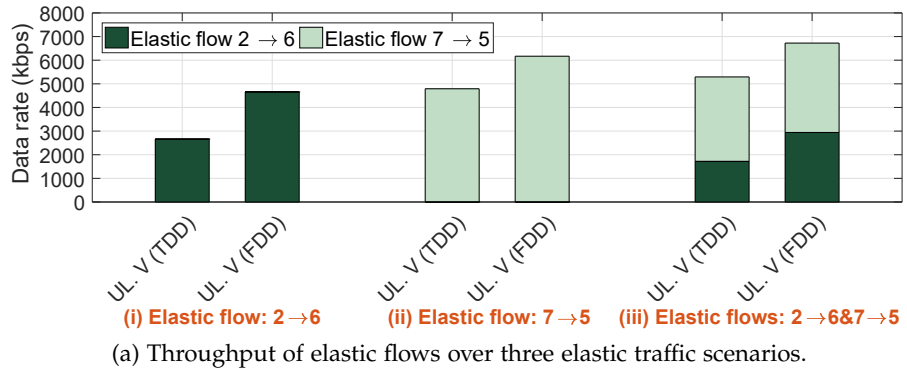 8000
7000
6000
5000
4000
3000
2000
1000
0
Data rate (kbps)
Elastic flow 2 → 6
Elastic flow 7 → 5
UL. V (TDD)
UL. V (FDD)
UL. V (TDD)
UL. V (FDD)
UL. V (TDD)
UL. V (FDD)
(i) Elastic flow: 2→6
(ii) Elastic flow: 7→5
(iii) Elastic flows: 2→6&7→5
(a) Throughput of elastic flows over three elastic traffic scenarios.